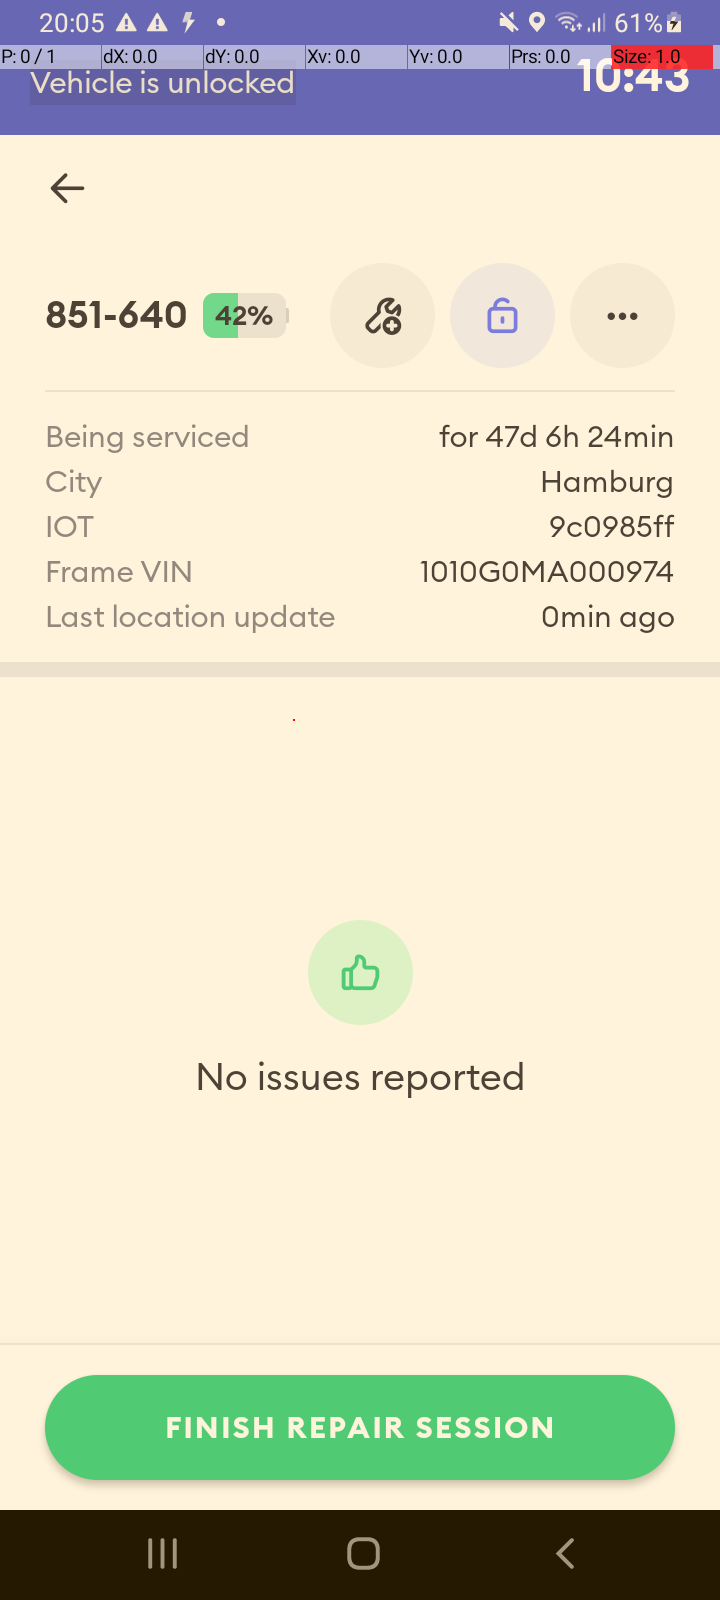 20:05 61%
P: 0 / 1 dX: 0.0 dY: 0.0 Xv: 0.0 Yv: 0.0 Prs: 0.0 Size: 1.0
Vehicle is unlocked 10:43
851-640 42%
Being serviced for 47d 6h 24min
City Hamburg
IOT 9c0985ff
Frame VIN 1010G0MA000974
Last location update 0min ago
No issues reported
FINISH REPAIR SESSION